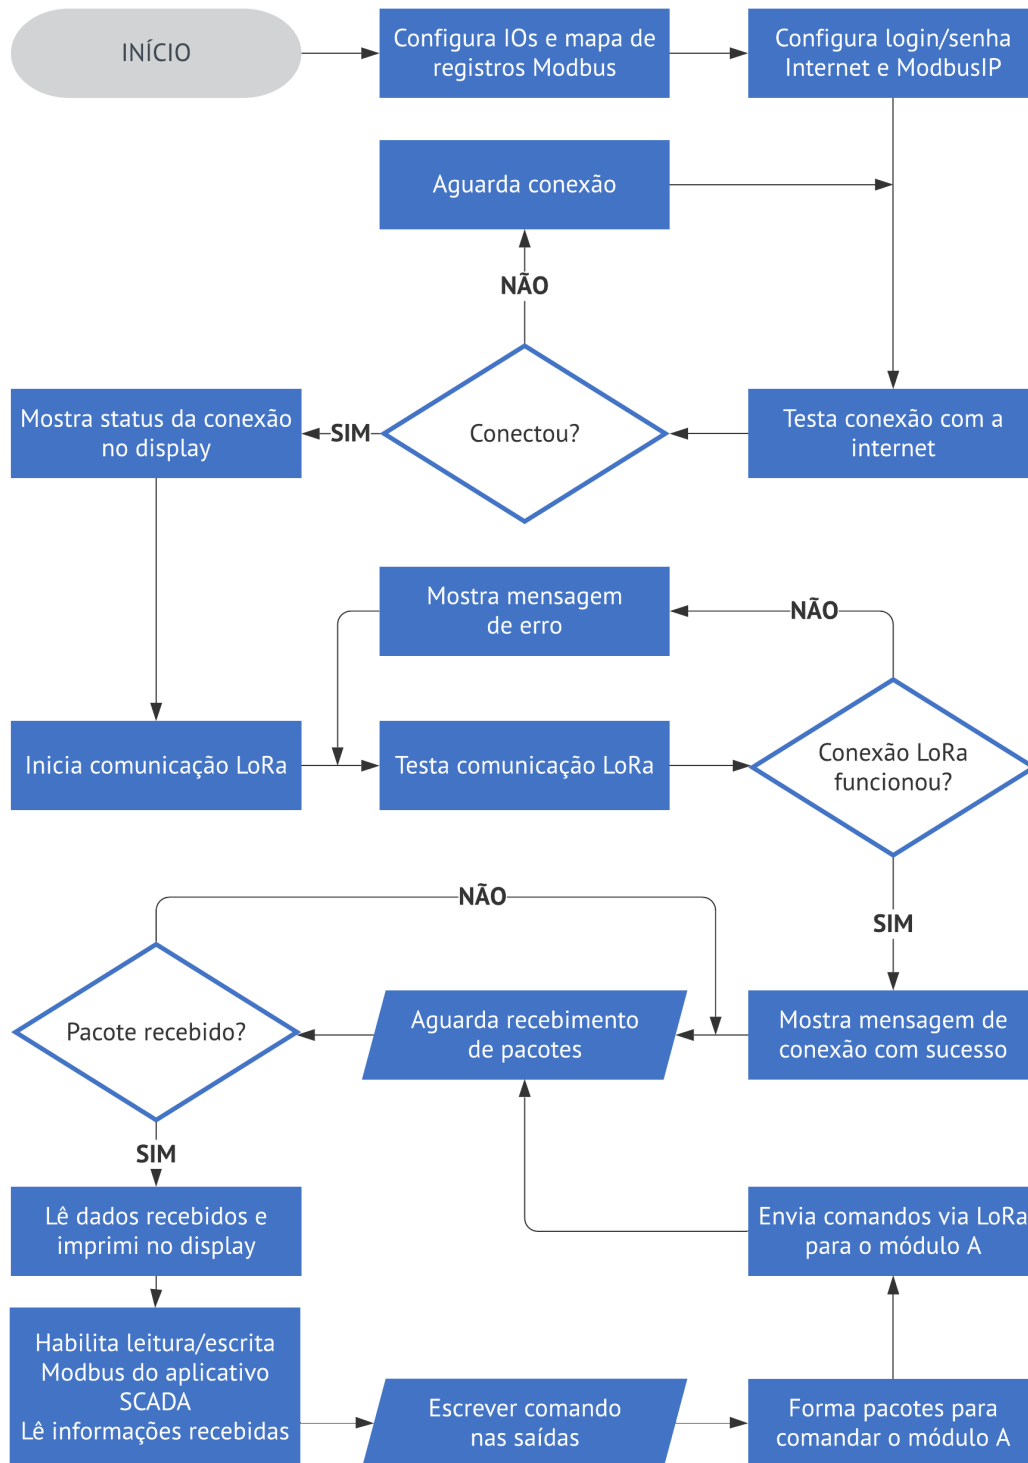 INÍCIO
Configura IOs e mapa de
registros Modbus
Configura login/senha
Internet e ModbusIP
Aguarda conexão
NÃO
Mostra status da conexão
no display
SIM
Conectou?
Testa conexão com a
internet
Mostra mensagem
de erro
NÃO
Inicia comunicação LoRa
Testa comunicação LoRa
Conexão LoRa
funcionou?
NÃO
SIM
Pacote recebido?
Aguarda recebimento
de pacotes
Mostra mensagem de
conexão com sucesso
SIM
Lê dados recebidos e
imprimi no display
Envia comandos via LoRa
para o módulo A
Habilita leitura/escrita
Modbus do aplicativo
SCADA
Lê informações recebidas
Escrever comando
nas saídas
Forma pacotes para
comandar o módulo A